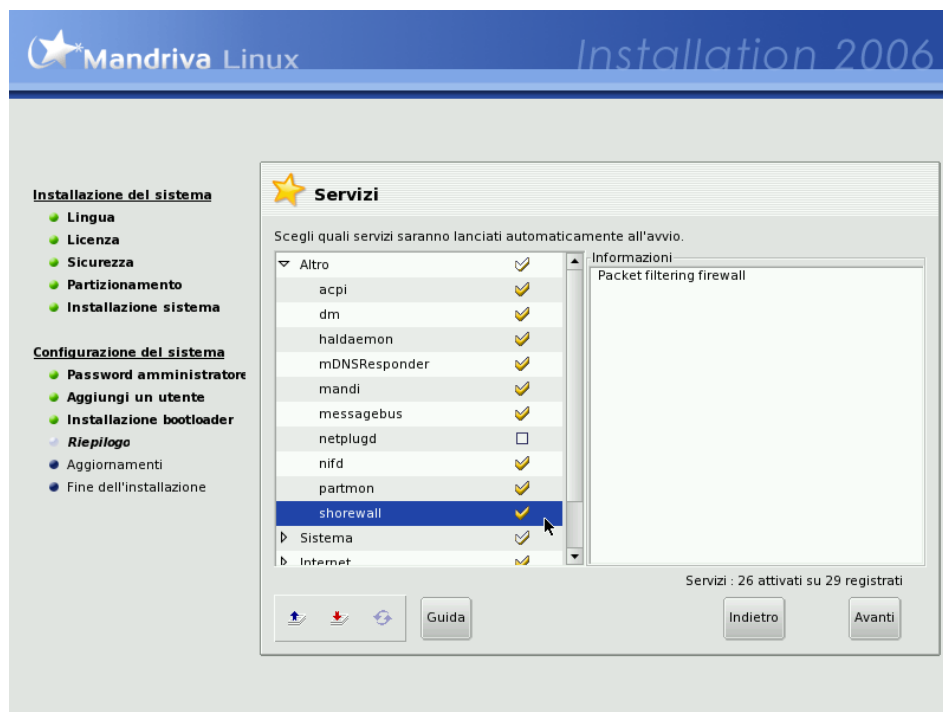 Mandriva Linux
Installation 2006
Installazione del sistema
Lingua
Licenza
Sicurezza
Partizionamento
Installazione sistema
Configurazione del sistema
Password amministratore
Aggiungi un utente
Installazione bootloader
Riepilogo
Aggiornamenti
Fine dell'installazione
Servizi
Scegli quali servizi saranno lanciati automaticamente all'avvio.
Altro
acpi
dm
haldaemon
mDNSResponder
mandi
messagebus
netplugd
nifd
partmon
shorewall
Sistema
Internet
Informazioni
Packet filtering firewall
Servizi : 26 attivati su 29 registrati
Guida
Indietro
Avanti